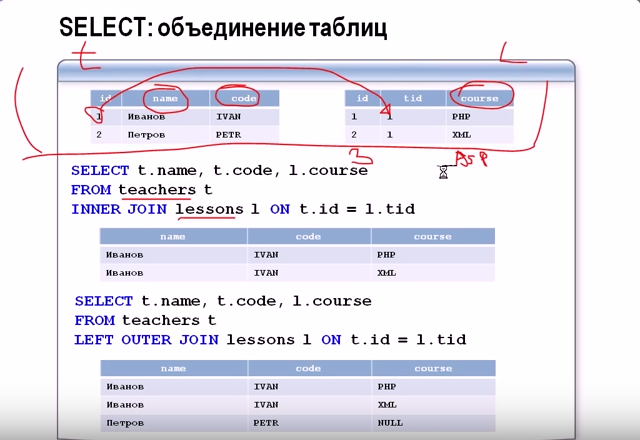 SELECT: объединение таблиц
t L
id name code
1 Иванов IVAN
2 Петров PETR
id tid course
1 1 PHP
2 1 XML
3 ASP
SELECT t.name, t.code, l.course
FROM teachers t
INNER JOIN lessons l ON t.id = l.tid
name code course
Иванов IVAN PHP
Иванов IVAN XML
SELECT t.name, t.code, l.course
FROM teachers t
LEFT OUTER JOIN lessons l ON t.id = l.tid
name code course
Иванов IVAN PHP
Иванов IVAN XML
Петров PETR NULL